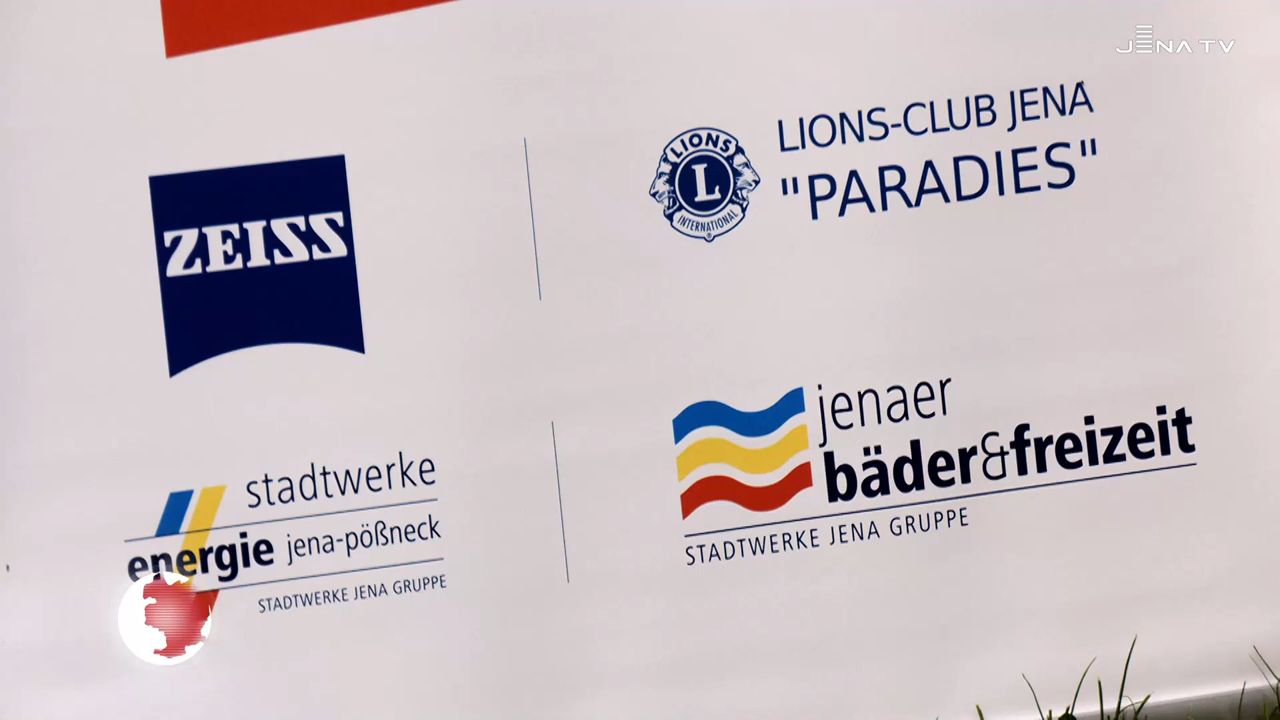 JENA TV
ZEISS
LIONS
L
INTERNATIONAL
®
LIONS-CLUB JENA
"PARADIES"
stadtwerke
energie jena-pößneck
STADTWERKE JENA GRUPPE
jenaer
bäder&freizeit
STADTWERKE JENA GRUPPE